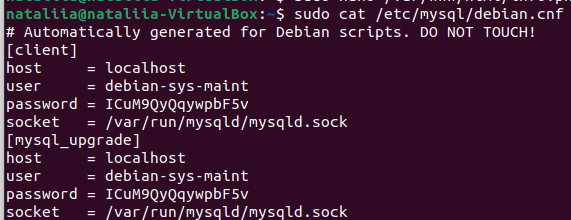 nataliia@nataliia-VirtualBox:~$ sudo cat /etc/mysql/debian.cnf
# Automatically generated for Debian scripts. DO NOT TOUCH!
[client]
host     = localhost
user     = debian-sys-maint
password = ICuM9QyQqywpbF5v
socket   = /var/run/mysqld/mysqld.sock
[mysql_upgrade]
host     = localhost
user     = debian-sys-maint
password = ICuM9QyQqywpbF5v
socket   = /var/run/mysqld/mysqld.sock